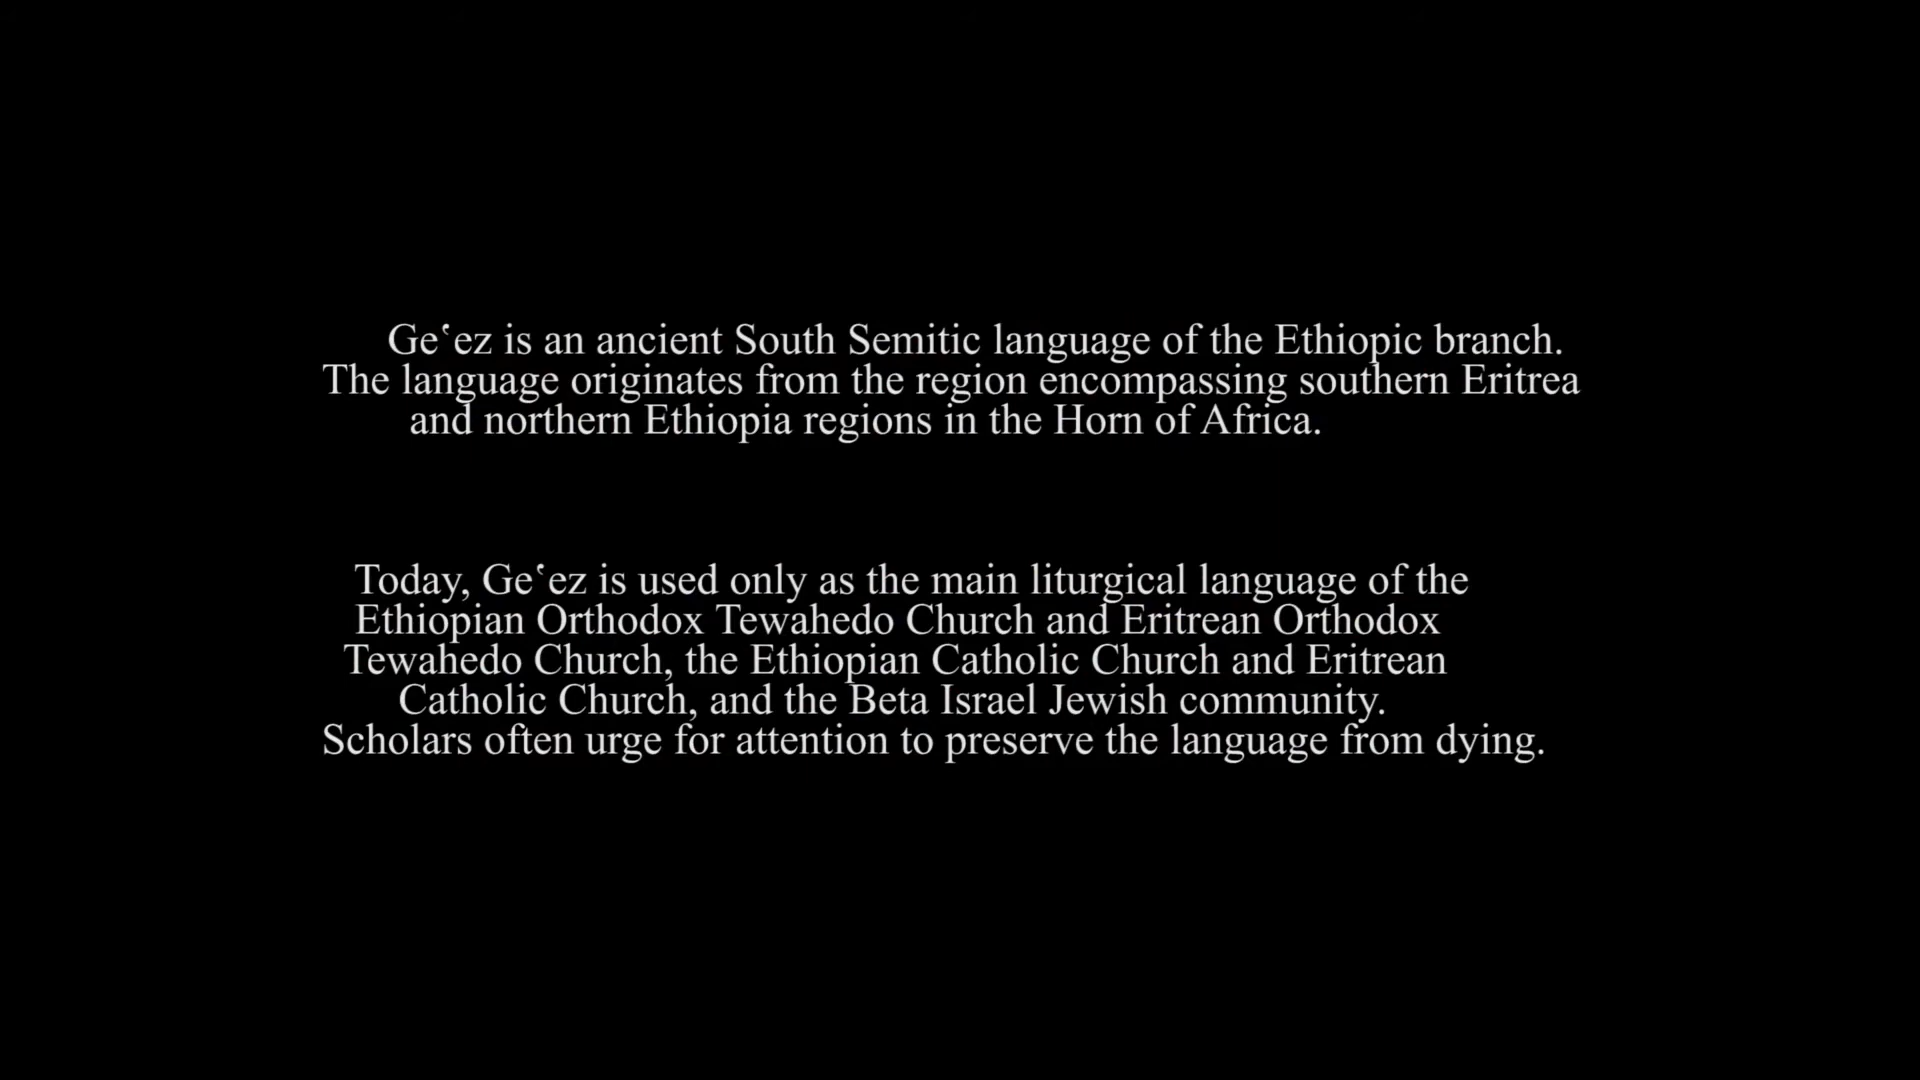 Geʽez is an ancient South Semitic language of the Ethiopic branch.
The language originates from the region encompassing southern Eritrea
and northern Ethiopia regions in the Horn of Africa.
Today, Geʽez is used only as the main liturgical language of the
Ethiopian Orthodox Tewahedo Church and Eritrean Orthodox
Tewahedo Church, the Ethiopian Catholic Church and Eritrean
Catholic Church, and the Beta Israel Jewish community.
Scholars often urge for attention to preserve the language from dying.